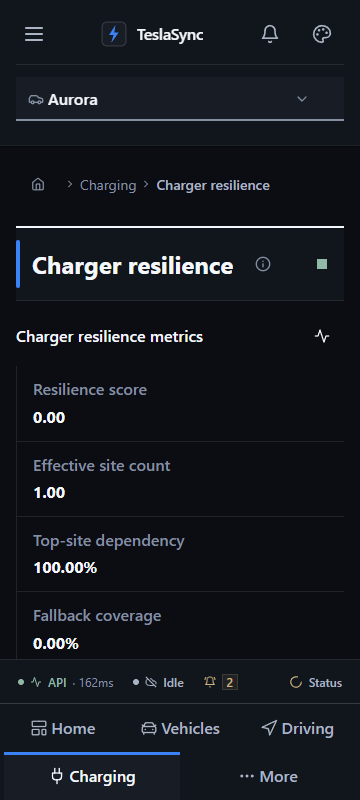 TeslaSync
Aurora
Charging
Charger resilience
Charger resilience
Charger resilience metrics
Resilience score
0.00
Effective site count
1.00
Top-site dependency
100.00%
Fallback coverage
0.00%
API · 162ms Idle 2 Status
Home Vehicles Driving
Charging More